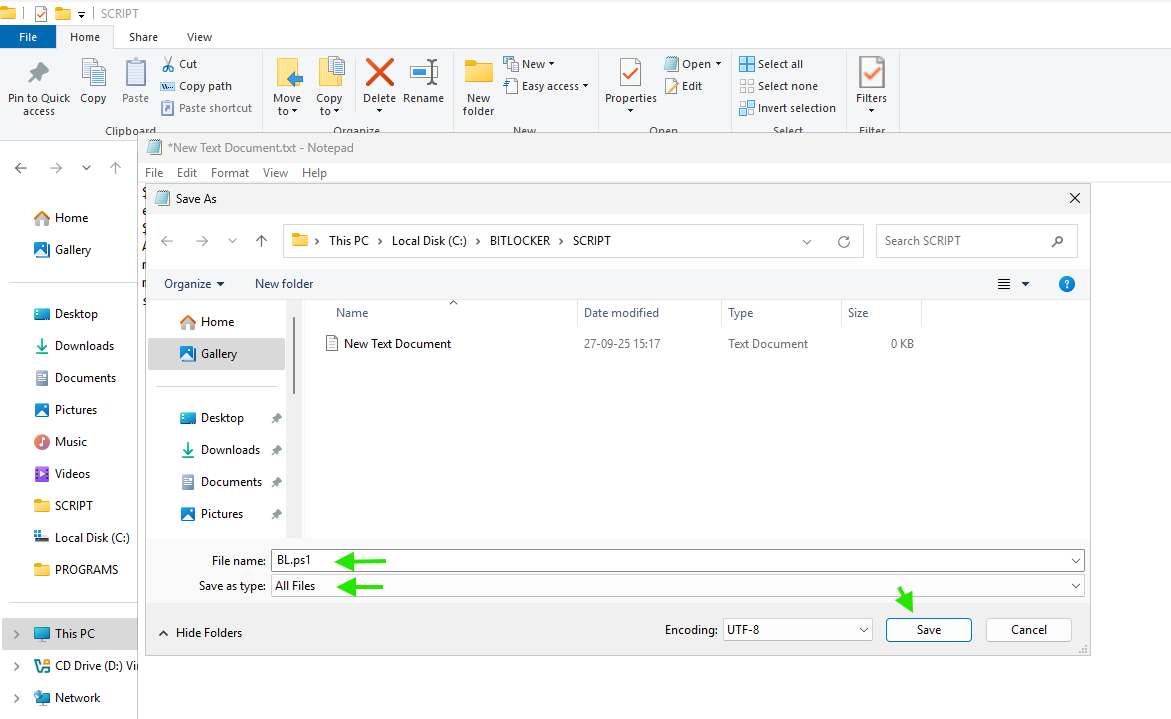 SCRIPT
File Home Share View
Pin to Quick access
Copy
Paste
Cut
Copy path
Paste shortcut
Clipboard
Move to
Copy to
Delete
Rename
Organize
New folder
New
Easy access
New
Properties
Open
Edit
Open
Select all
Select none
Invert selection
Select
Filters
Filter
*New Text Document.txt - Notepad
File Edit Format View Help
Save As
This PC > Local Disk (C:) > BITLOCKER > SCRIPT
Search SCRIPT
Organize New folder
Name Date modified Type Size
New Text Document 27-09-25 15:17 Text Document 0 KB
Home
Gallery
Desktop
Downloads
Documents
Pictures
File name: BL.ps1
Save as type: All Files
Hide Folders
Encoding: UTF-8
Save
Cancel
Home
Gallery
Desktop
Downloads
Documents
Pictures
Music
Videos
SCRIPT
Local Disk (C:)
PROGRAMS
This PC
CD Drive (D:)
Network